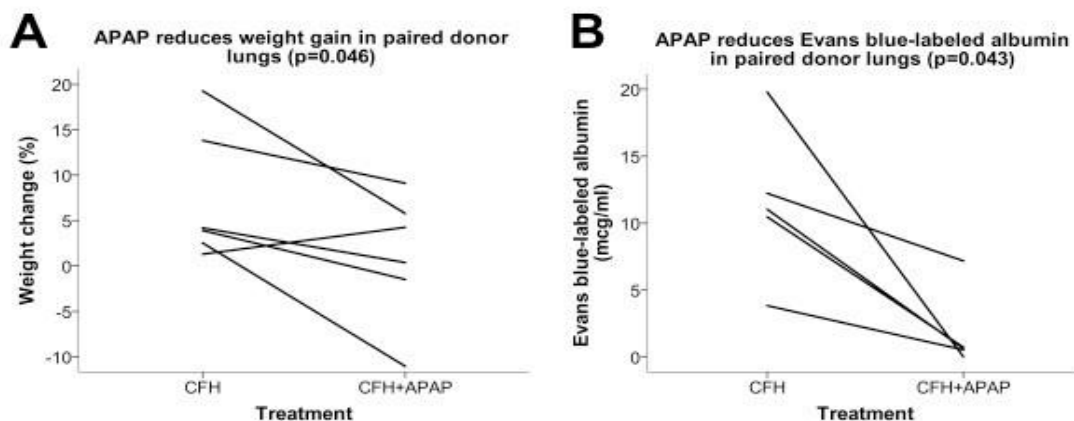 A
APAP reduces weight gain in paired donor
lungs (p=0.046)
Weight change (%)
20
15
10
5
0
-5
-10
CFH
CFH+APAP
Treatment
B
APAP reduces Evans blue-labeled albumin
in paired donor lungs (p=0.043)
Evans blue-labeled albumin
(mcg/ml)
20
15
10
5
0
CFH
CFH+APAP
Treatment